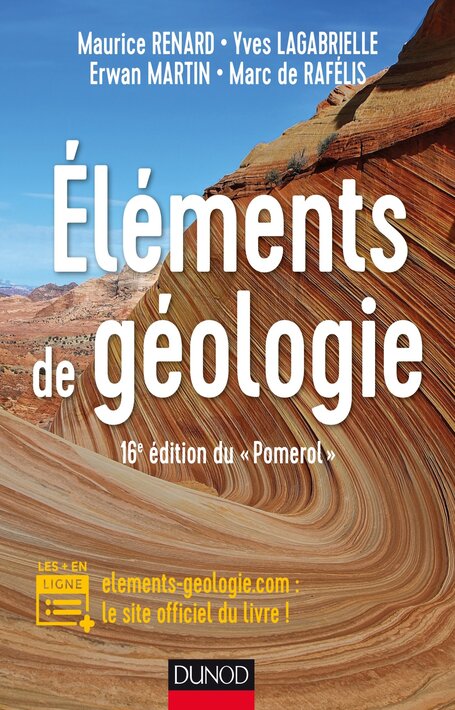 Maurice RENARD • Yves LAGABRIELLE
Erwan MARTIN • Marc de RAFÉLIS
Éléments
de géologie
16e édition du « Pomerol »
LES + EN
LIGNE
elements-geologie.com :
le site officiel du livre !
DUNOD